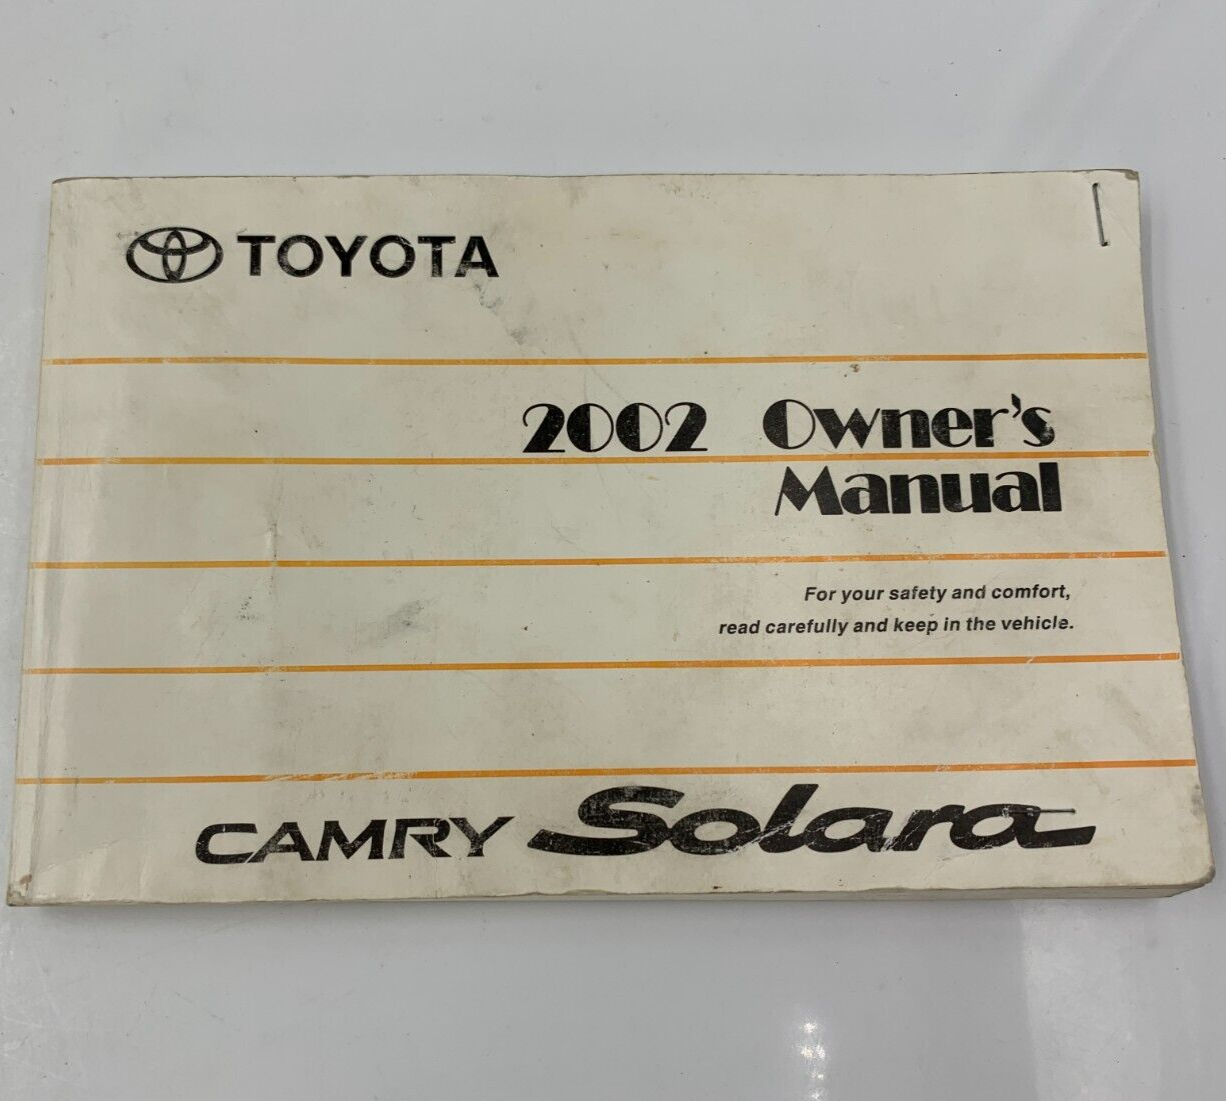 TOYOTA
2002 Owner's
Manual
For your safety and comfort,
read carefully and keep in the vehicle.
CAMRY Solara